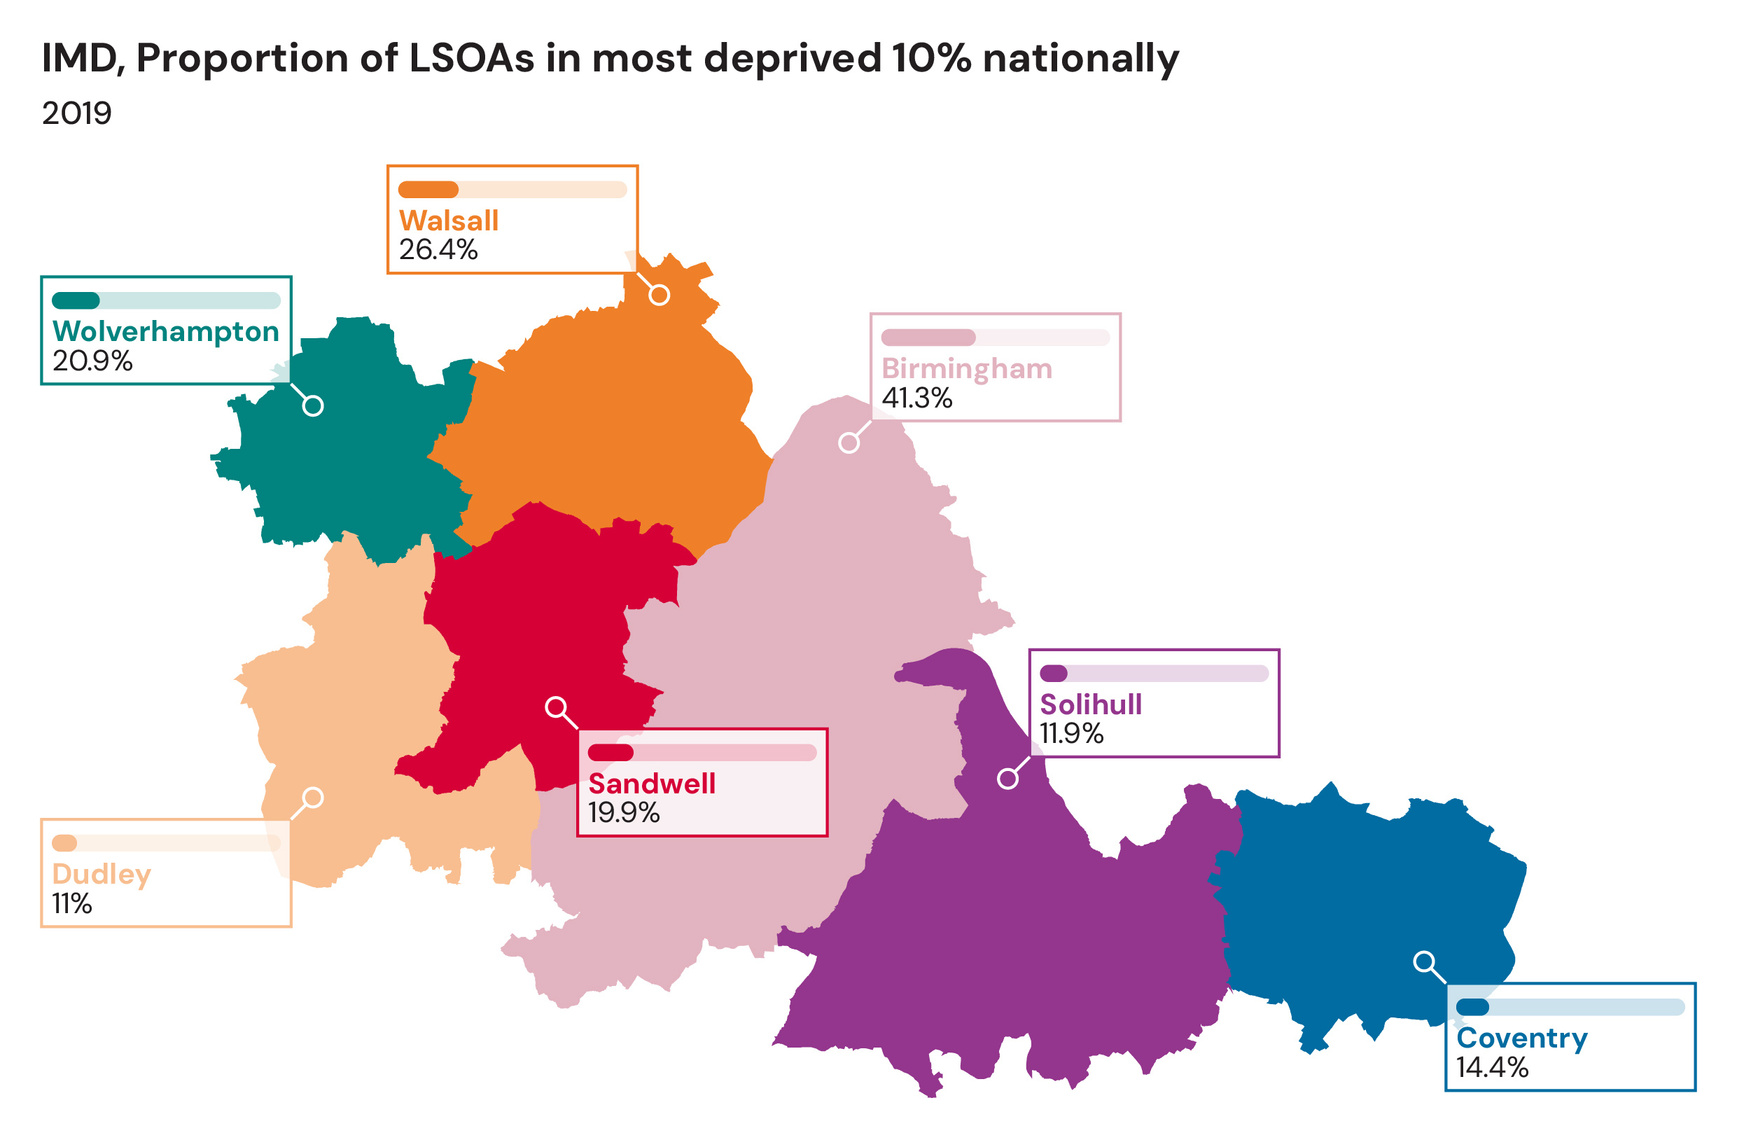 IMD, Proportion of LSOAs in most deprived 10% nationally
2019
Walsall
26.4%
Wolverhampton
20.9%
Birmingham
41.3%
Solihull
11.9%
Sandwell
19.9%
Dudley
11%
Coventry
14.4%